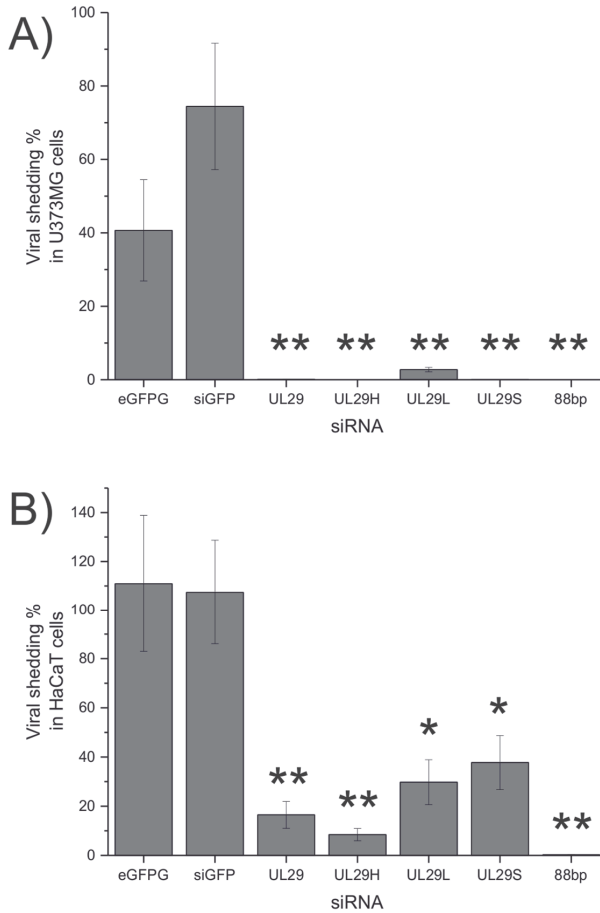 A)
Viral shedding %
in U373MG cells
100
80
60
40
20
0
** ** ** ** **
eGFPG siGFP UL29 UL29H UL29L UL29S 88bp
siRNA
B)
Viral shedding %
in HaCaT cells
140
120
100
80
60
40
20
0
** ** * * **
eGFPG siGFP UL29 UL29H UL29L UL29S 88bp
siRNA